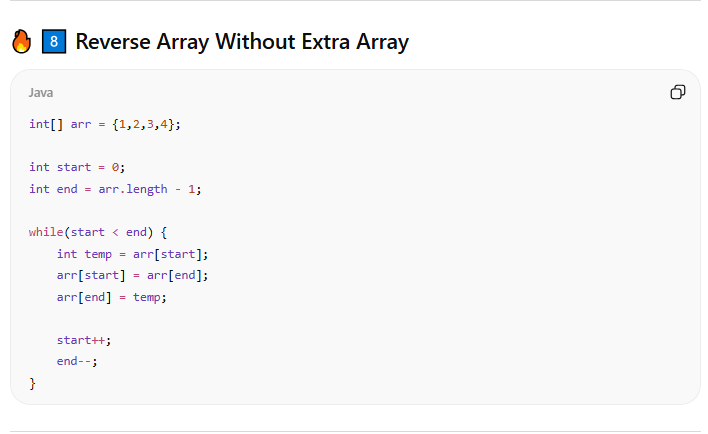 🔥 8️⃣ Reverse Array Without Extra Array
Java
int[] arr = {1,2,3,4};
int start = 0;
int end = arr.length - 1;
while(start < end) {
    int temp = arr[start];
    arr[start] = arr[end];
    arr[end] = temp;
    start++;
    end--;
}